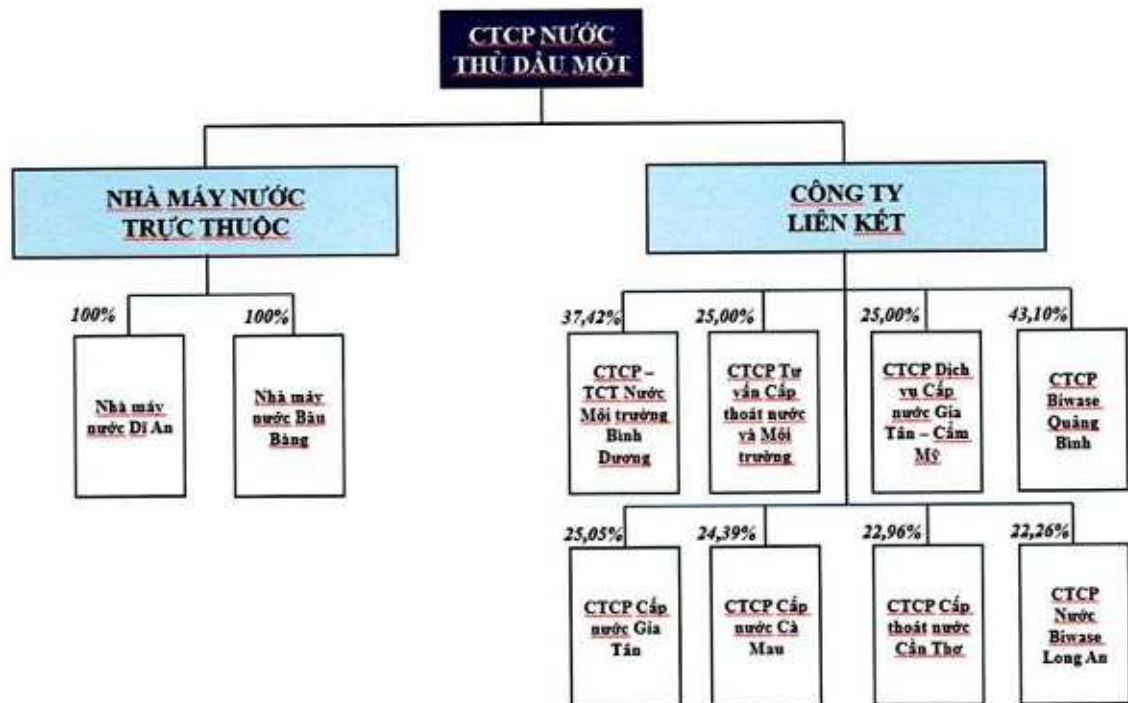 CTCP NƯỚC
THỦ DẦU MỘT
NHÀ MÁY NƯỚC
TRỰC THUỘC
CÔNG TY
LIÊN KẾT
100%
100%
Nhà máy
nước Dĩ An
Nhà máy
nước Bàu
Bàng
37,42%
25,00%
25,00%
43,10%
CTCP –
TCT Nước
Môi trường
Bình
Dương
CTCP Tư
vấn Cấp
thoát nước
và Môi
trường
CTCP Dịch
vụ Cấp
nước Gia
Tân – Cẩm
Mỹ
CTCP
Biwase
Quảng
Bình
25,05%
24,39%
22,96%
22,26%
CTCP Cấp
nước Gia
Tân
CTCP Cấp
nước Cà
Mau
CTCP Cấp
thoát nước
Cần Thơ
CTCP
Nước
Biwase
Long An